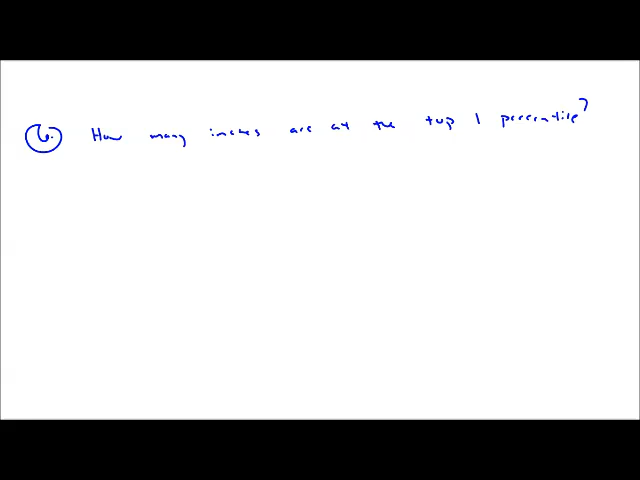 6. How many inches are at the top 1 percentile?